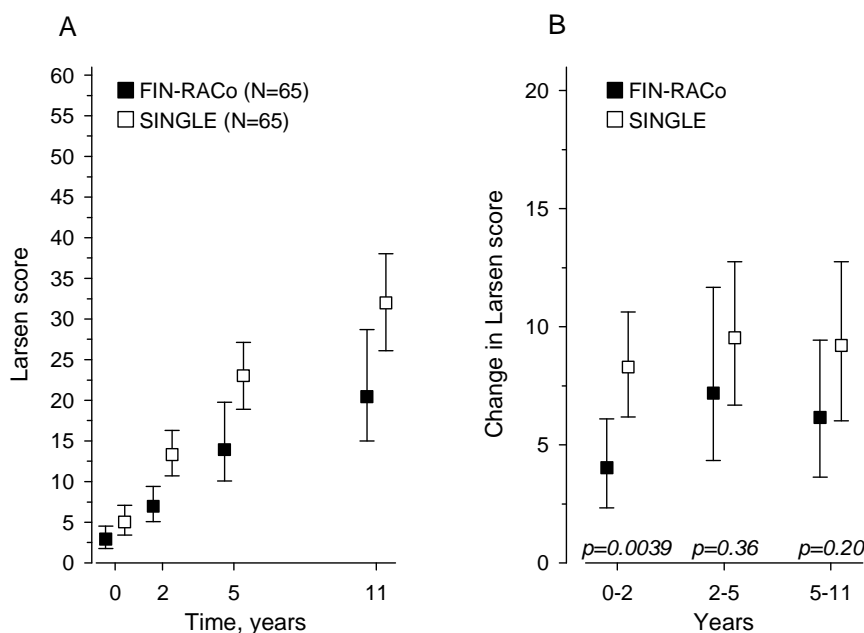 A
FIN-RACo (N=65)
SINGLE (N=65)
Larsen score
60
55
50
45
40
35
30
25
20
15
10
5
0
0 2 5 11
Time, years
B
FIN-RACo
SINGLE
Change in Larsen score
20
15
10
5
0
p=0.0039 p=0.36 p=0.20
0-2 2-5 5-11
Years